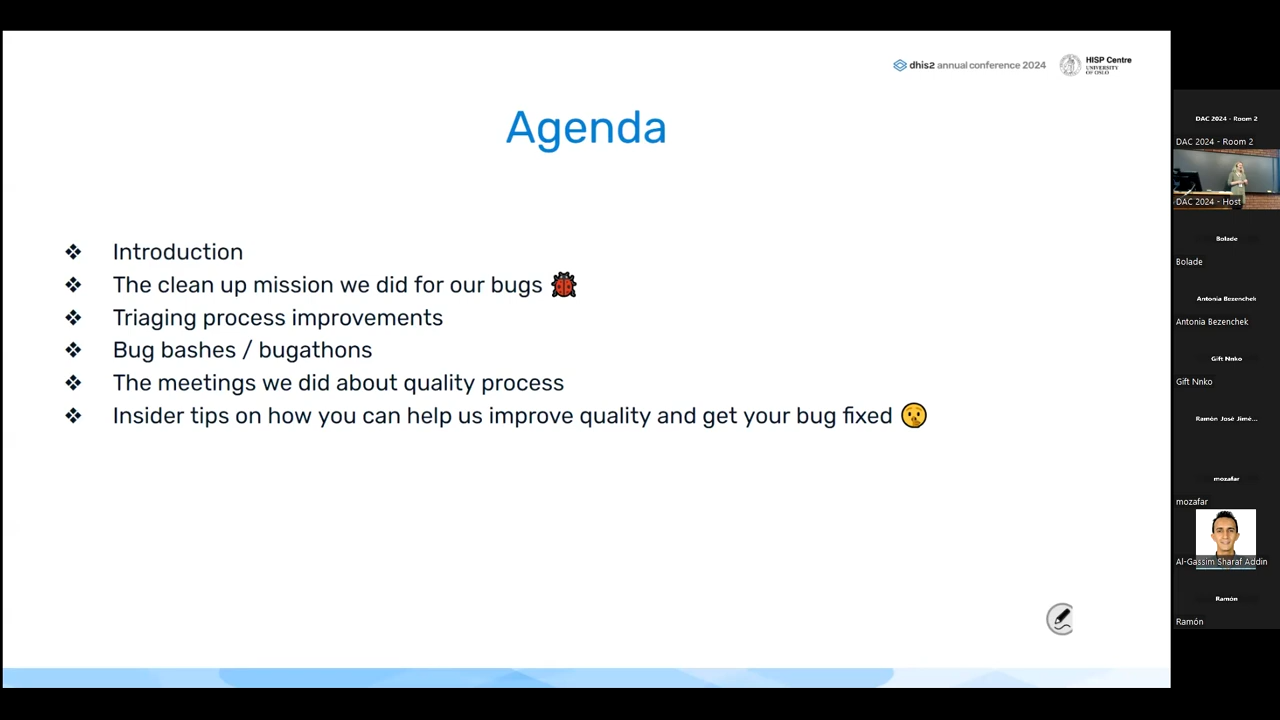 dhis2 annual conference 2024
HISP Centre
UNIVERSITY
OF OSLO
Agenda
❖ Introduction
❖ The clean up mission we did for our bugs 🐞
❖ Triaging process improvements
❖ Bug bashes / bugathons
❖ The meetings we did about quality process
❖ Insider tips on how you can help us improve quality and get your bug fixed 🤫
DAC 2024 - Room 2
DAC 2024 - Room 2
DAC 2024 - Host
Bolade
Bolade
Antonia Bezenchek
Antonia Bezenchek
Gift Nnko
Gift Nnko
Ramón José Jimé...
mozafar
mozafar
Al-Gassim Sharaf Addin
Ramón
Ramón